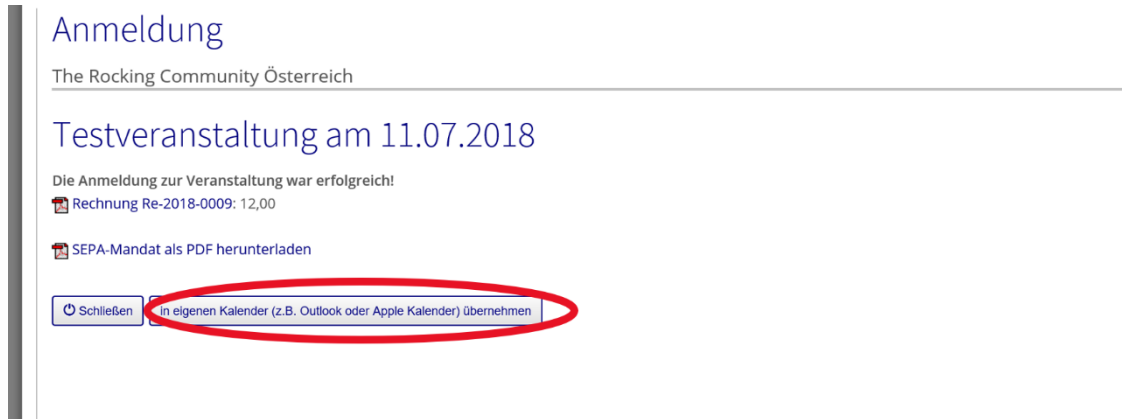 Anmeldung
The Rocking Community Österreich
Testveranstaltung am 11.07.2018
Die Anmeldung zur Veranstaltung war erfolgreich!
Rechnung Re-2018-0009: 12,00
SEPA-Mandat als PDF herunterladen
Schließen in eigenen Kalender (z.B. Outlook oder Apple Kalender) übernehmen